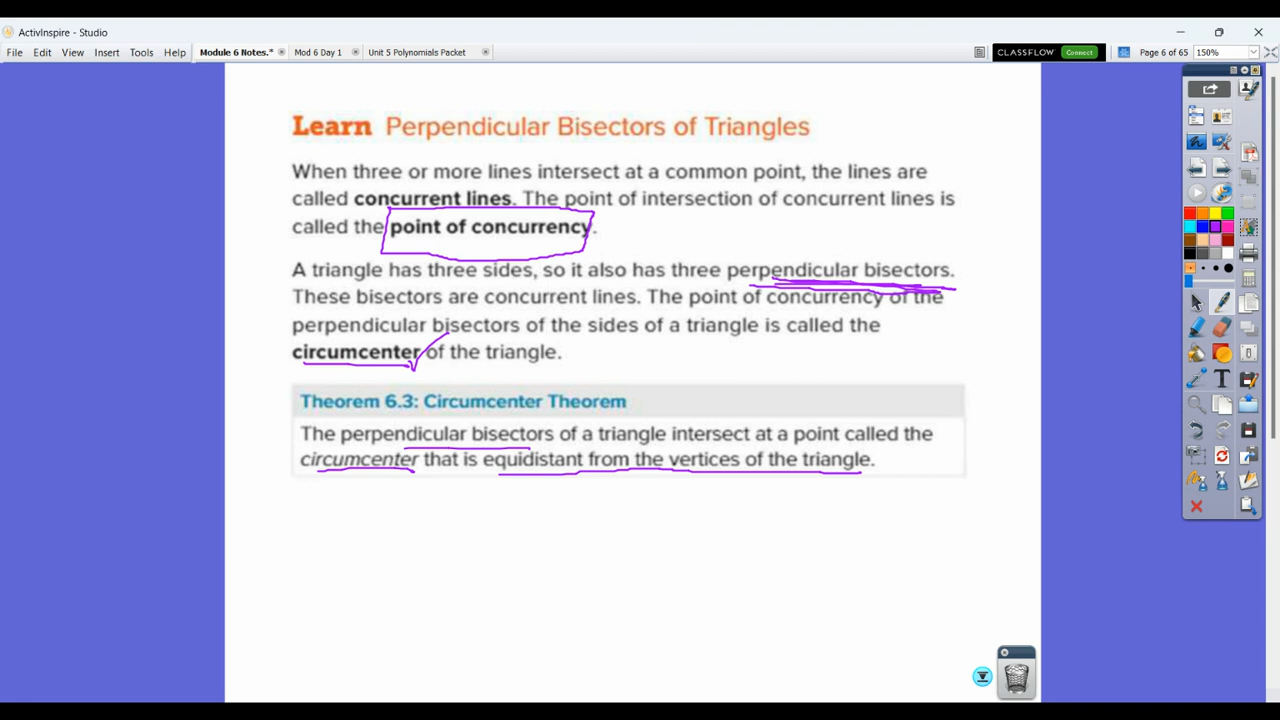 ActivInspire - Studio
File Edit View Insert Tools Help Module 6 Notes.* Mod 6 Day 1 Unit 5 Polynomials Packet CLASSFLOW Connect Page 6 of 65 150%
Learn Perpendicular Bisectors of Triangles
When three or more lines intersect at a common point, the lines are
called concurrent lines. The point of intersection of concurrent lines is
called the point of concurrency.
A triangle has three sides, so it also has three perpendicular bisectors.
These bisectors are concurrent lines. The point of concurrency of the
perpendicular bisectors of the sides of a triangle is called the
circumcenter of the triangle.
Theorem 6.3: Circumcenter Theorem
The perpendicular bisectors of a triangle intersect at a point called the
circumcenter that is equidistant from the vertices of the triangle.